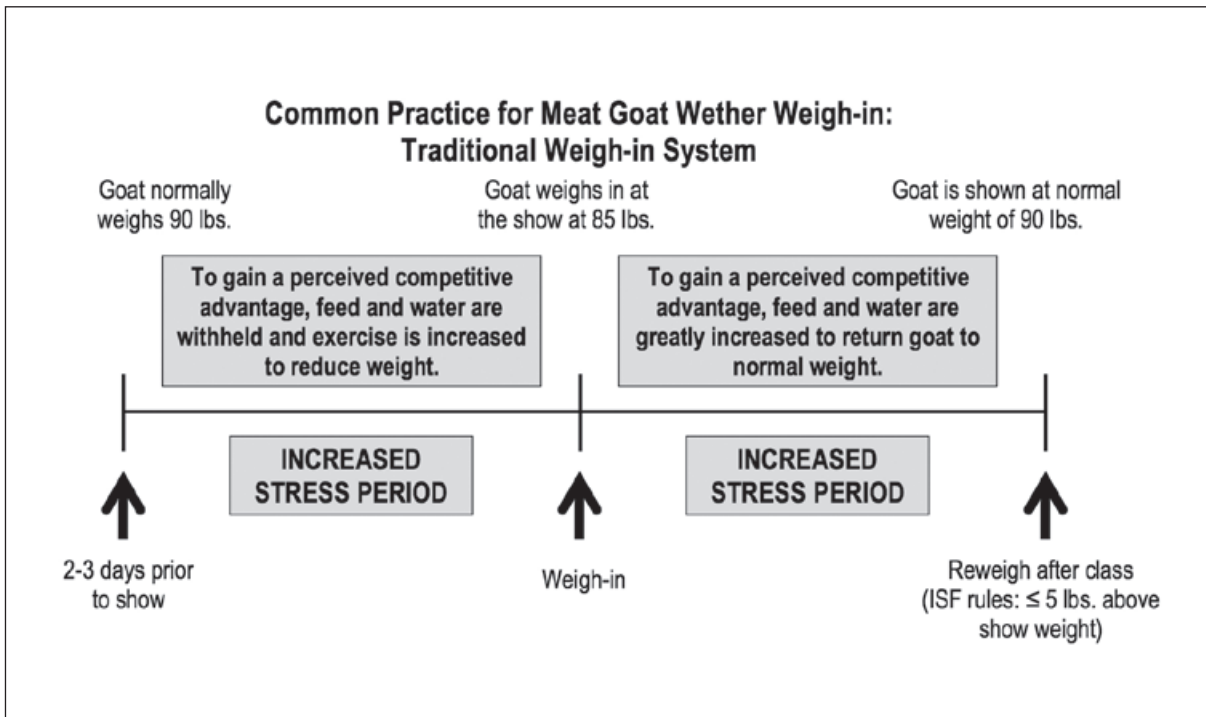 Common Practice for Meat Goat Wether Weigh-in:
Traditional Weigh-in System
Goat normally
weighs 90 lbs.
Goat weighs in at
the show at 85 lbs.
Goat is shown at normal
weight of 90 lbs.
To gain a perceived competitive
advantage, feed and water are
withheld and exercise is increased
to reduce weight.
To gain a perceived competitive
advantage, feed and water are
greatly increased to return goat to
normal weight.
INCREASED
STRESS PERIOD
INCREASED
STRESS PERIOD
2-3 days prior
to show
Weigh-in
Reweigh after class
(ISF rules: ≤ 5 lbs. above
show weight)